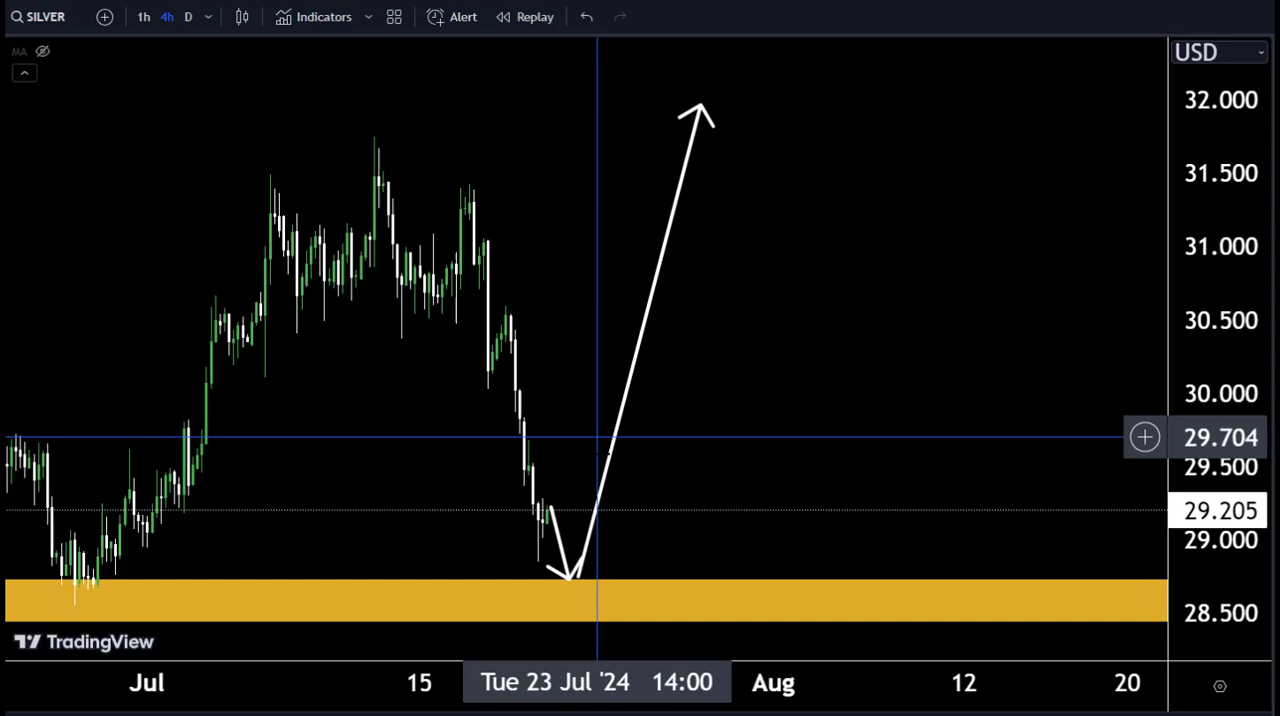 SILVER 1h 4h D Indicators Alert Replay
MA
USD
32.000
31.500
31.000
30.500
30.000
29.704
29.500
29.205
29.000
28.500
TradingView
Jul 15 Tue 23 Jul '24 14:00 Aug 12 20